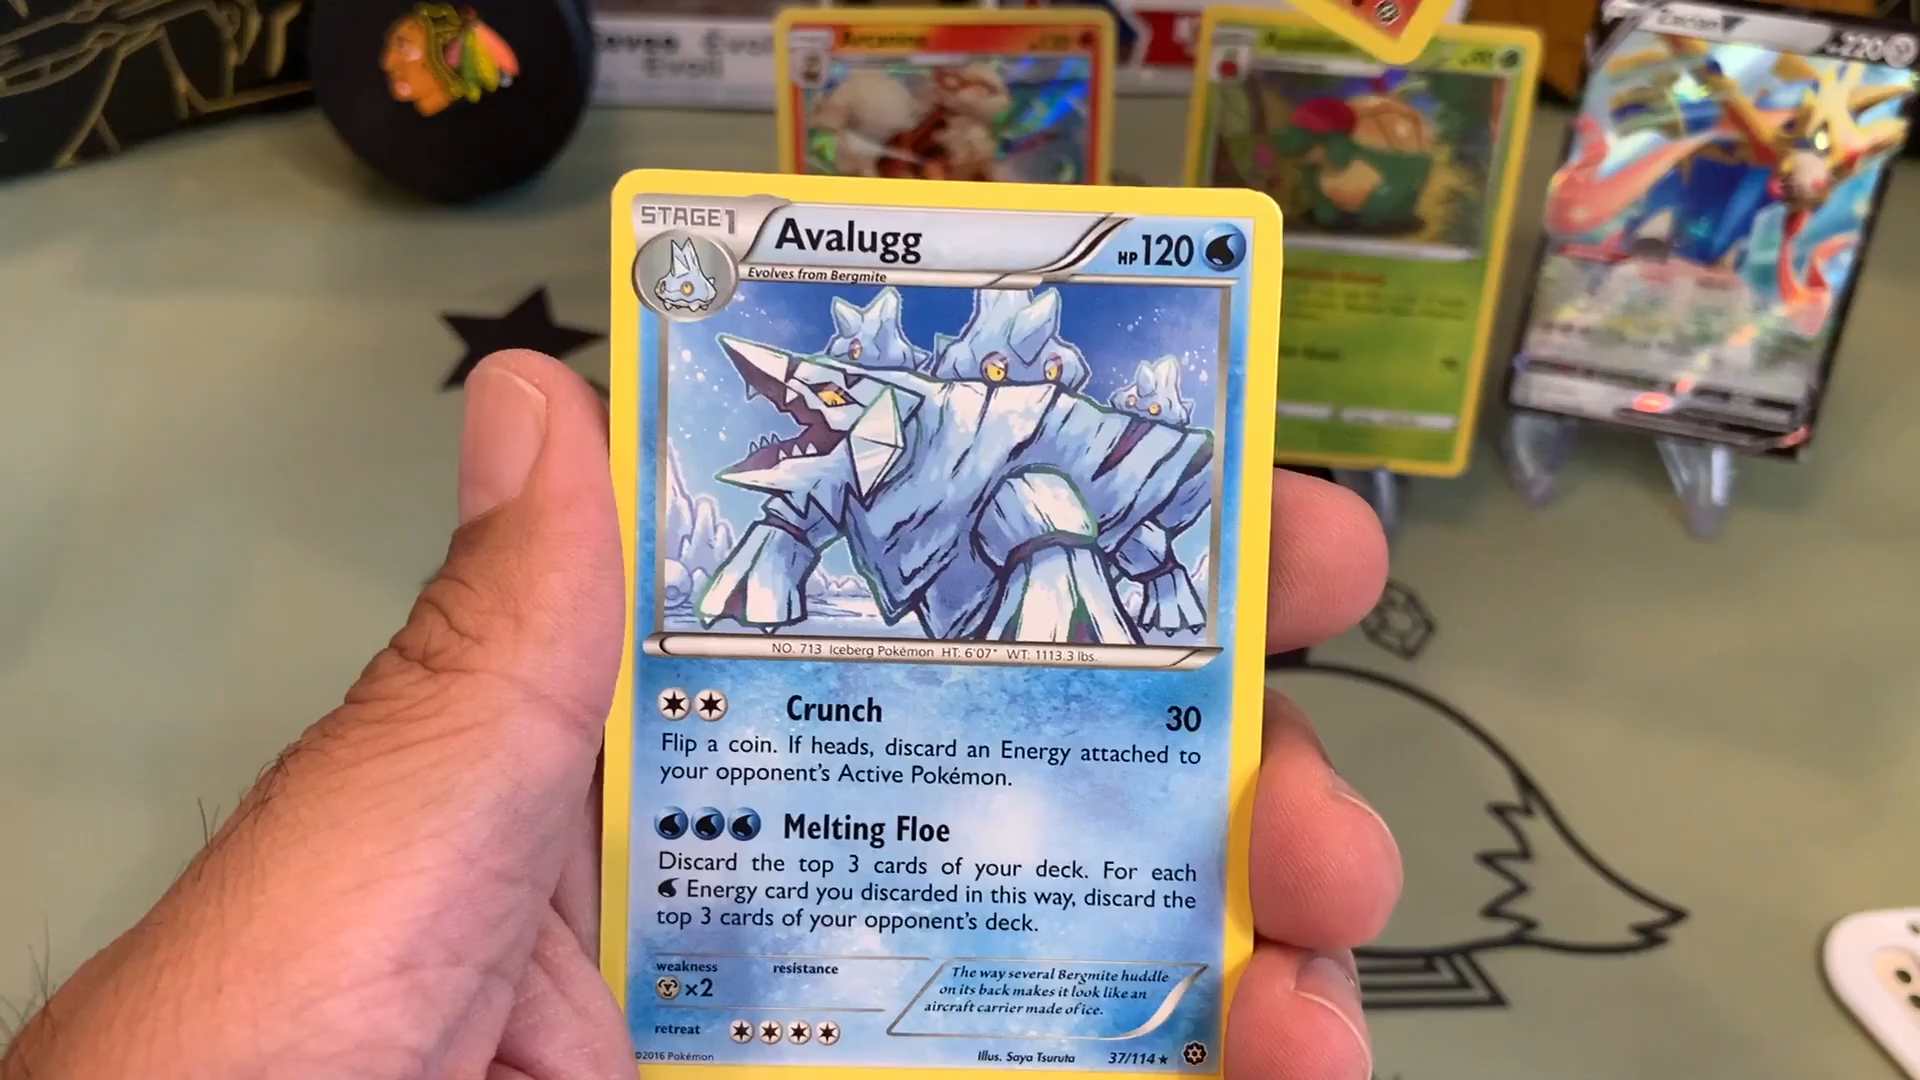 Arcanine
220
STAGE1
Avalugg
HP120
Evolves from Bergmite
NO. 713 Iceberg Pokémon HT: 6'07" WT: 1113.3 lbs.
Crunch 30
Flip a coin. If heads, discard an Energy attached to
your opponent's Active Pokémon.
Melting Floe
Discard the top 3 cards of your deck. For each
Energy card you discarded in this way, discard the
top 3 cards of your opponent's deck.
weakness
×2
resistance
retreat
The way several Bergmite huddle
on its back makes it look like an
aircraft carrier made of ice.
©2016 Pokémon
Illus. Saya Tsuruta
37/114